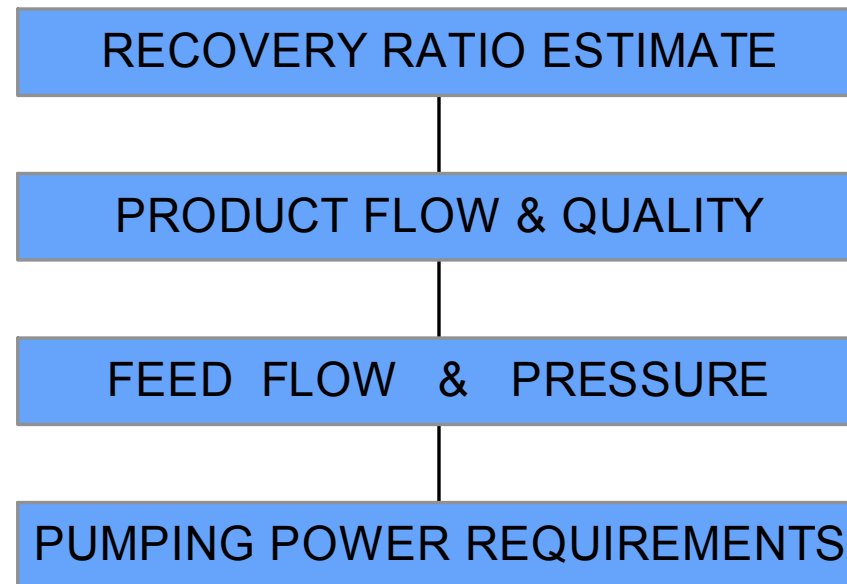 RECOVERY RATIO ESTIMATE
PRODUCT FLOW & QUALITY
FEED FLOW & PRESSURE
PUMPING POWER REQUIREMENTS